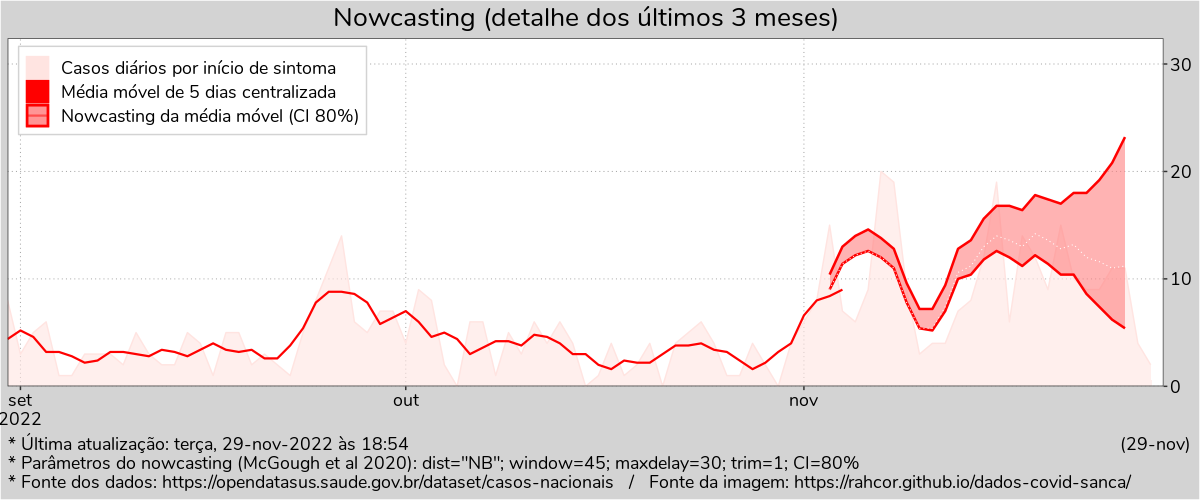 Nowcasting (detalhe dos últimos 3 meses)
Casos diários por início de sintoma
Média móvel de 5 dias centralizada
Nowcasting da média móvel (CI 80%)
30
20
10
0
set
out
nov
2022
* Última atualização: terça, 29-nov-2022 às 18:54
(29-nov)
* Parâmetros do nowcasting (McGough et al 2020): dist="NB"; window=45; maxdelay=30; trim=1; CI=80%
* Fonte dos dados: https://opendatasus.saude.gov.br/dataset/casos-nacionais / Fonte da imagem: https://rahcor.github.io/dados-covid-sanca/